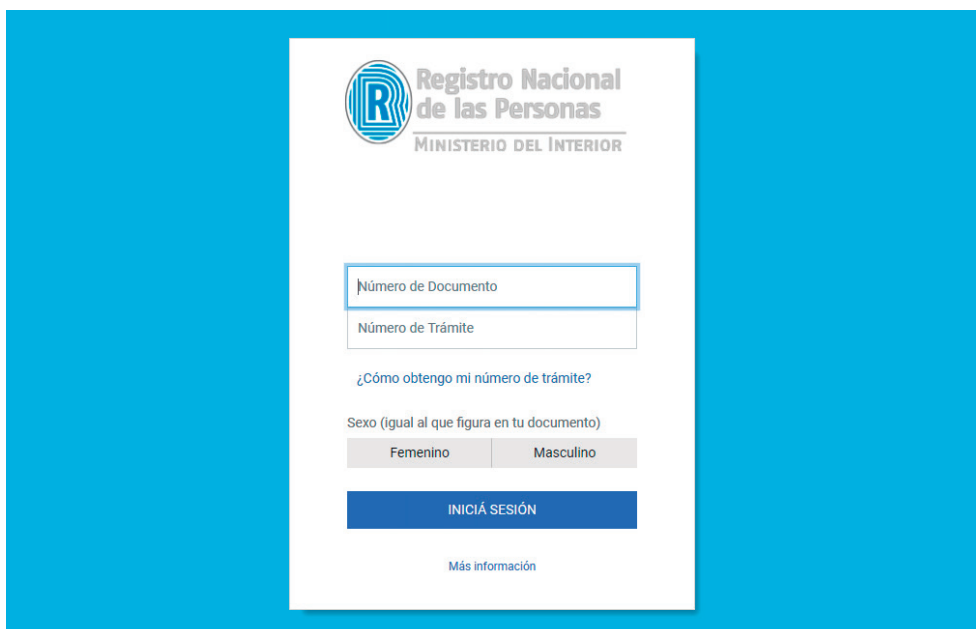 R
Registro Nacional
de las Personas
MINISTERIO DEL INTERIOR
Número de Documento
Número de Trámite
¿Cómo obtengo mi número de trámite?
Sexo (igual al que figura en tu documento)
Femenino Masculino
INICIÁ SESIÓN
Más información